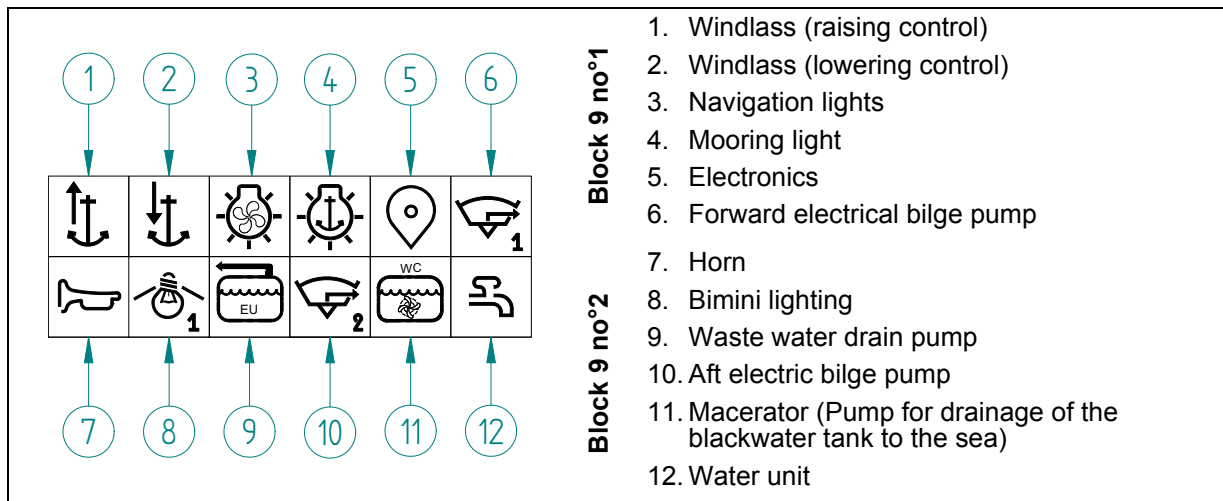 1 2 3 4 5 6
1
WC
EU
1 2
7 8 9 10 11 12
Block 9 no°1
1. Windlass (raising control)
2. Windlass (lowering control)
3. Navigation lights
4. Mooring light
5. Electronics
6. Forward electrical bilge pump
Block 9 no°2
7. Horn
8. Bimini lighting
9. Waste water drain pump
10. Aft electric bilge pump
11. Macerator (Pump for drainage of the
blackwater tank to the sea)
12. Water unit